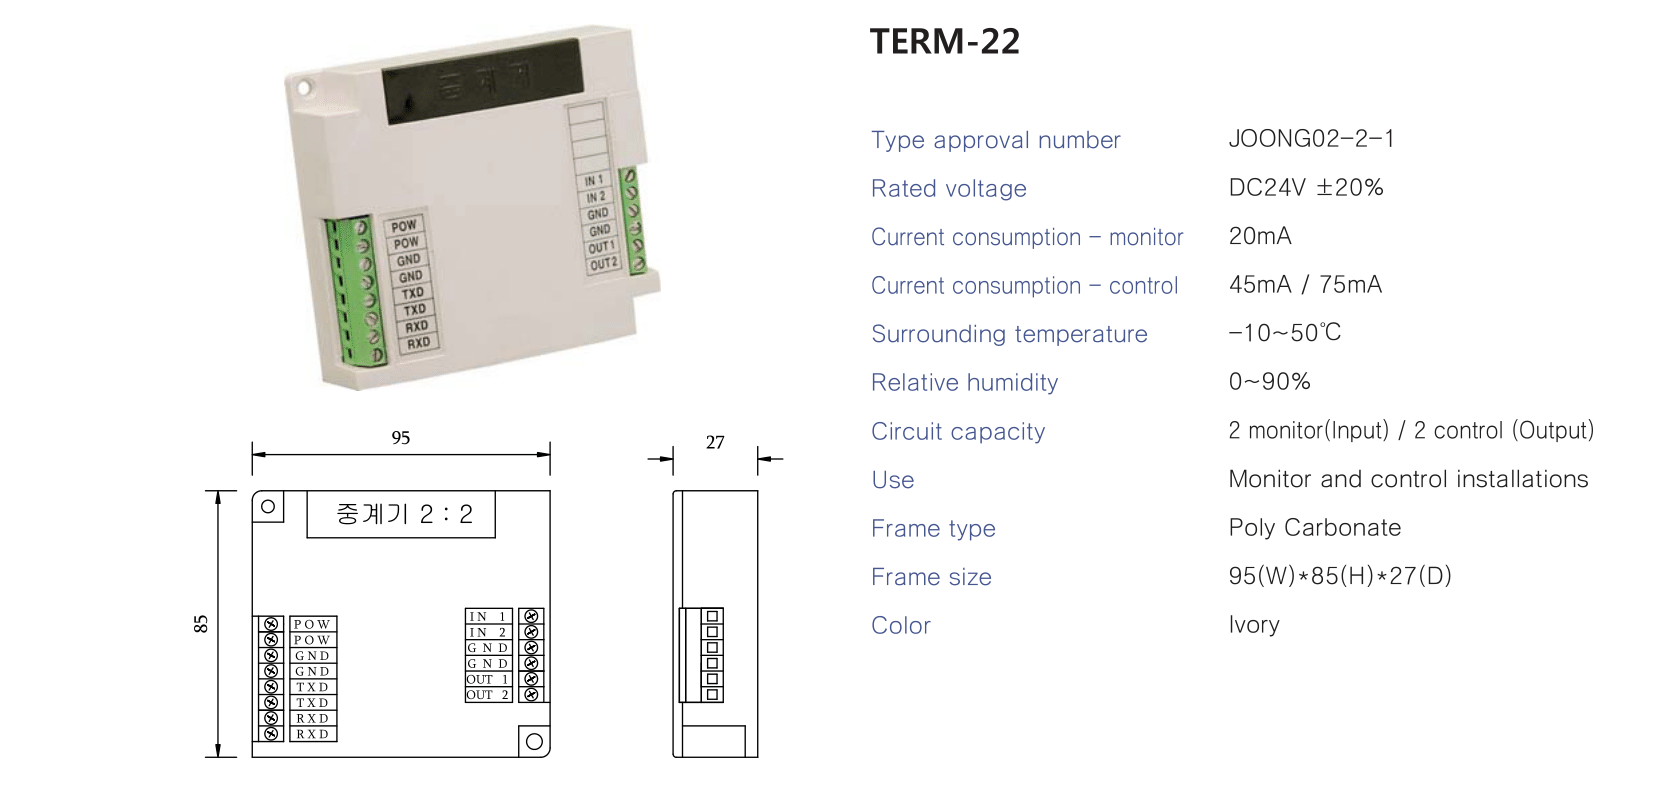 TERM-22
Type approval number JOONG02-2-1
Rated voltage DC24V ±20%
Current consumption - monitor 20mA
Current consumption - control 45mA / 75mA
Surrounding temperature -10~50℃
Relative humidity 0~90%
Circuit capacity 2 monitor(Input) / 2 control (Output)
Use Monitor and control installations
Frame type Poly Carbonate
Frame size 95(W)*85(H)*27(D)
Color Ivory
중계기
IN 1
IN 2
GND
GND
OUT 1
OUT 2
POW
POW
GND
GND
TXD
TXD
RXD
RXD
95
27
85
중계기 2 : 2
POW
POW
GND
GND
TXD
TXD
RXD
RXD
IN 1
IN 2
GND
GND
OUT 1
OUT 2